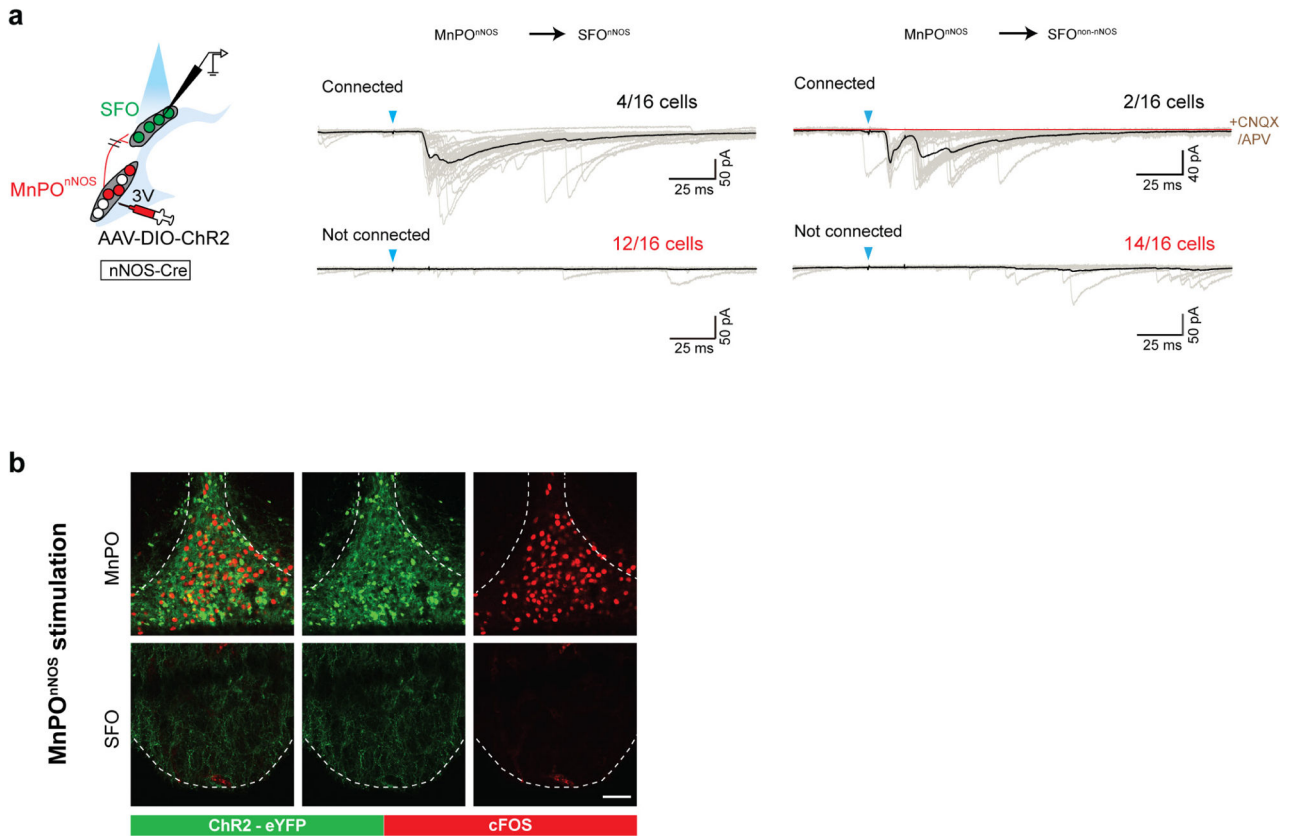 a
SFO
MnPO^nNOS
3V
AAV-DIO-ChR2
nNOS-Cre
MnPO^nNOS → SFO^nNOS
Connected
4/16 cells
50 pA
25 ms
Not connected
12/16 cells
50 pA
25 ms
MnPO^nNOS → SFO^non-nNOS
Connected
2/16 cells
+CNQX
/APV
40 pA
25 ms
Not connected
14/16 cells
50 pA
25 ms
b
MnPO^nNOS stimulation
MnPO
SFO
ChR2 - eYFP
cFOS